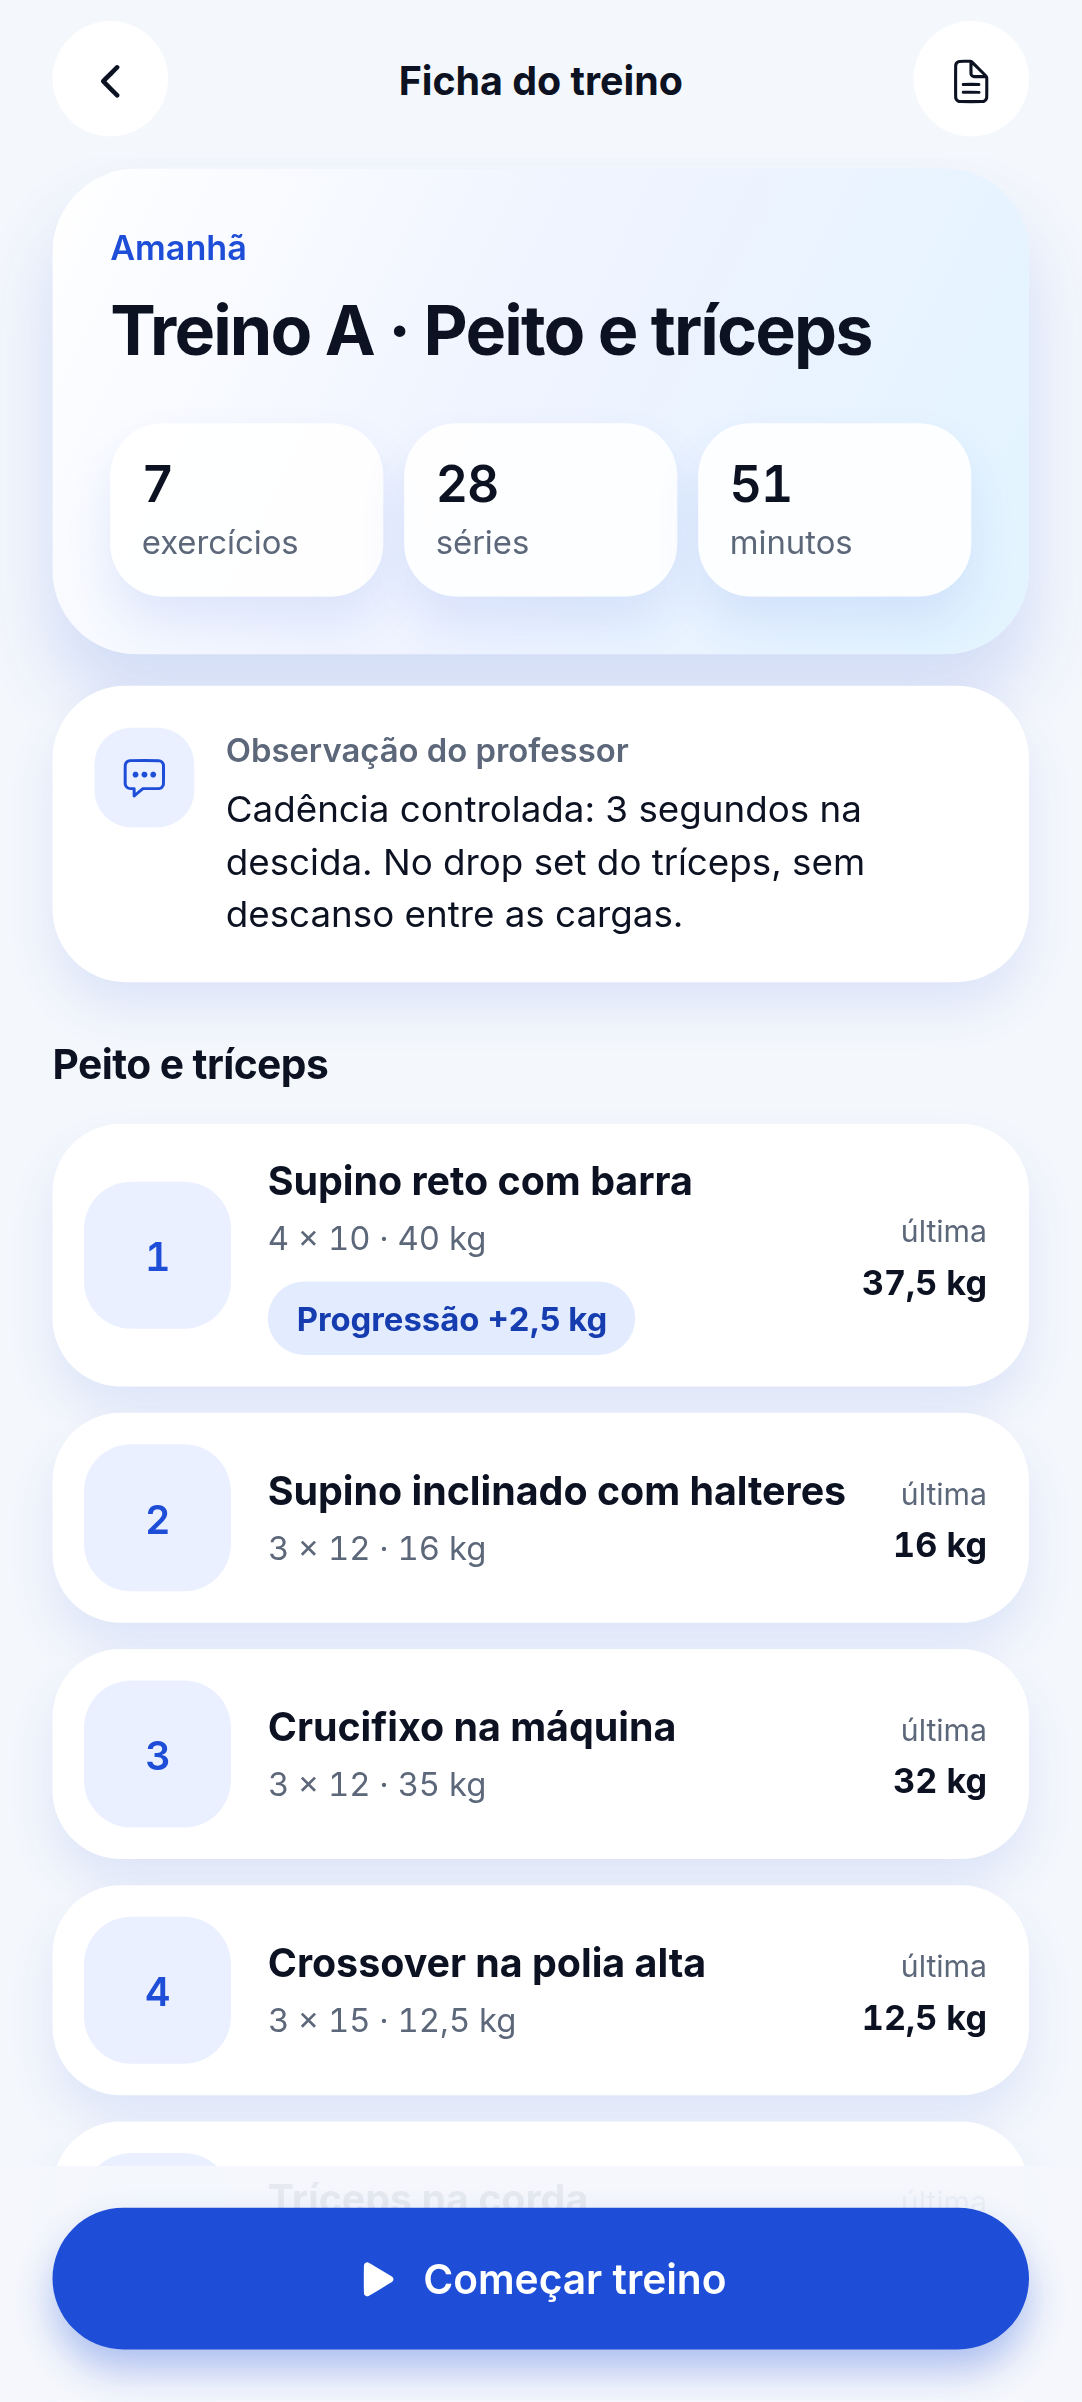 Ficha do treino
Amanhã
Treino A · Peito e tríceps
7
exercícios
28
séries
51
minutos
Observação do professor
Cadência controlada: 3 segundos na
descida. No drop set do tríceps, sem
descanso entre as cargas.
Peito e tríceps
1
Supino reto com barra
4 × 10 · 40 kg
Progressão +2,5 kg
última
37,5 kg
2
Supino inclinado com halteres
3 × 12 · 16 kg
última
16 kg
3
Crucifixo na máquina
3 × 12 · 35 kg
última
32 kg
4
Crossover na polia alta
3 × 15 · 12,5 kg
última
12,5 kg
Tríceps na corda
última
Começar treino